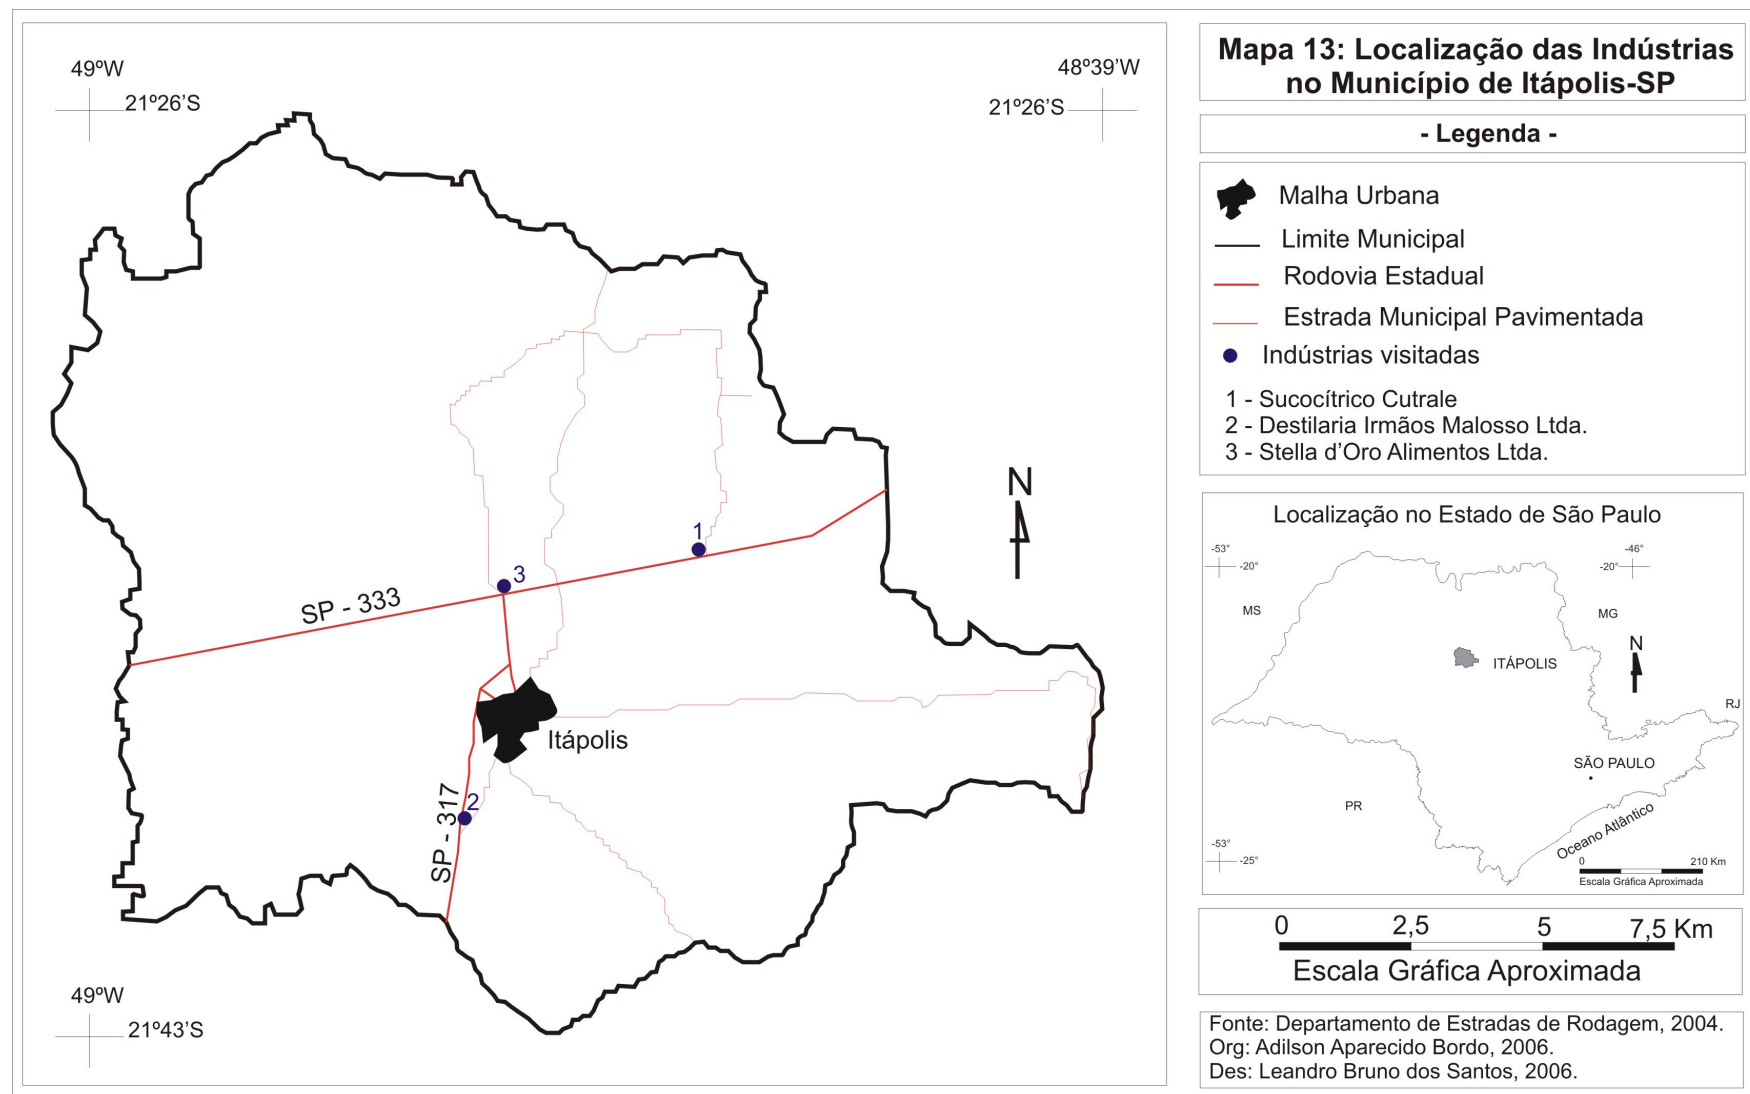 49ºW
21º26'S
48º39'W
21º26'S
1
3
SP - 333
Itápolis
2
SP - 317
N
49ºW
21º43'S
Mapa 13: Localização das Indústrias
no Município de Itápolis-SP
- Legenda -
Malha Urbana
Limite Municipal
Rodovia Estadual
Estrada Municipal Pavimentada
Indústrias visitadas
1 - Sucocítrico Cutrale
2 - Destilaria Irmãos Malosso Ltda.
3 - Stella d'Oro Alimentos Ltda.
Localização no Estado de São Paulo
-53°
-20°
-46°
-20°
MS
MG
N
ITÁPOLIS
RJ
SÃO PAULO
PR
Oceano Atlântico
-53°
-25°
0 210 Km
Escala Gráfica Aproximada
0 2,5 5 7,5 Km
Escala Gráfica Aproximada
Fonte: Departamento de Estradas de Rodagem, 2004.
Org: Adilson Aparecido Bordo, 2006.
Des: Leandro Bruno dos Santos, 2006.